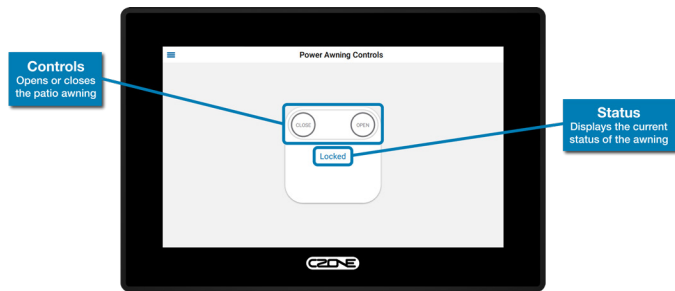 Power Awning Controls
Controls
Opens or closes
the patio awning
CLOSE
OPEN
Locked
Status
Displays the current
status of the awning
CZONE